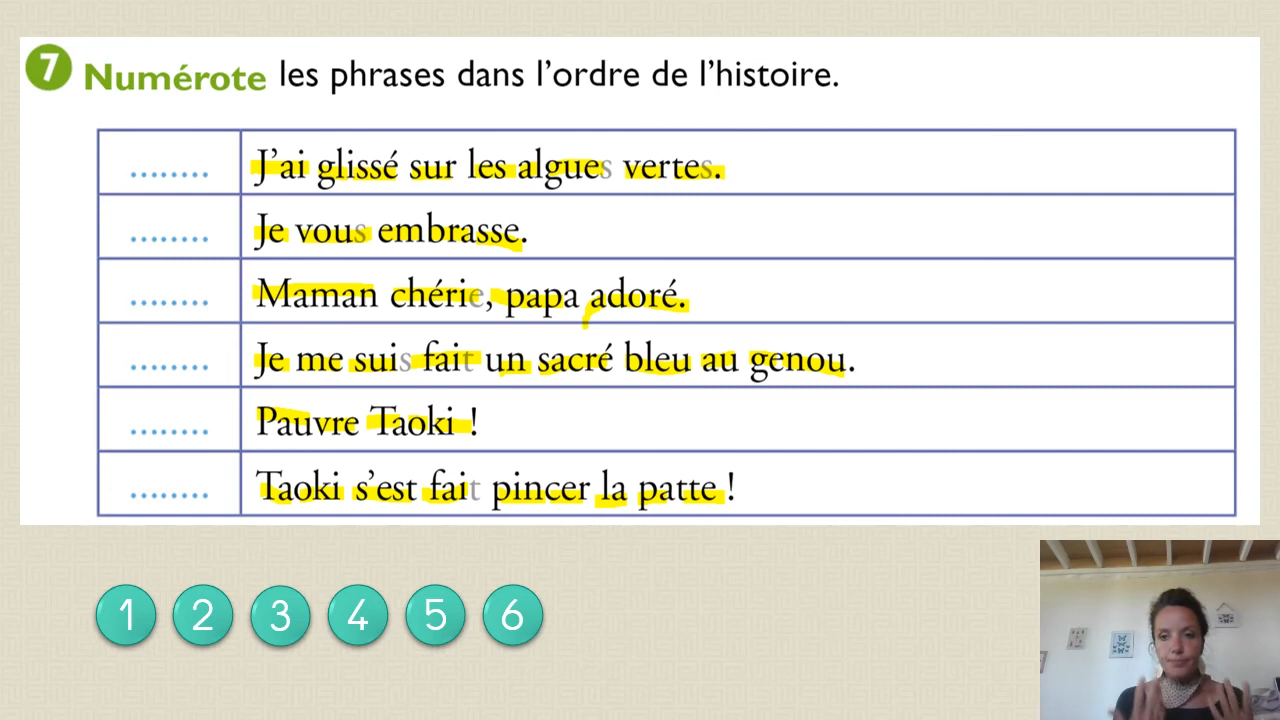 7 Numérote les phrases dans l'ordre de l'histoire.
........ J'ai glissé sur les algues vertes.
........ Je vous embrasse.
........ Maman chérie, papa adoré.
........ Je me suis fait un sacré bleu au genou.
........ Pauvre Taoki !
........ Taoki s'est fait pincer la patte !
1 2 3 4 5 6